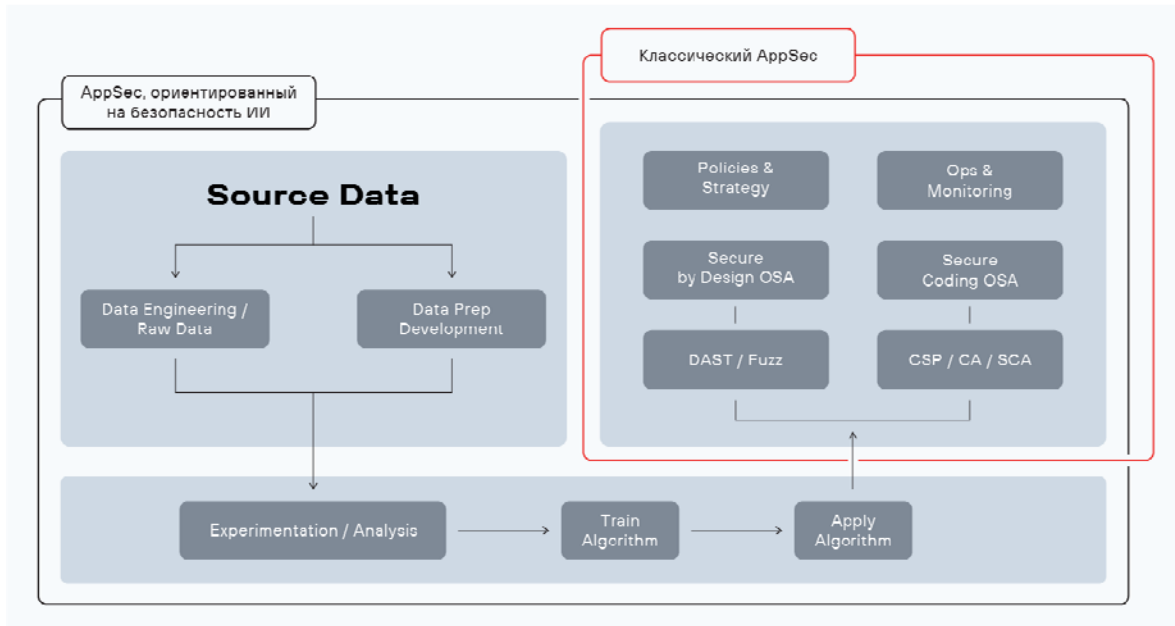 Классический AppSec
AppSec, ориентированный
на безопасность ИИ
Source Data
Data Engineering /
Raw Data
Data Prep
Development
Policies &
Strategy
Ops &
Monitoring
Secure
by Design OSA
Secure
Coding OSA
DAST / Fuzz
CSP / CA / SCA
Experimentation / Analysis
Train
Algorithm
Apply
Algorithm